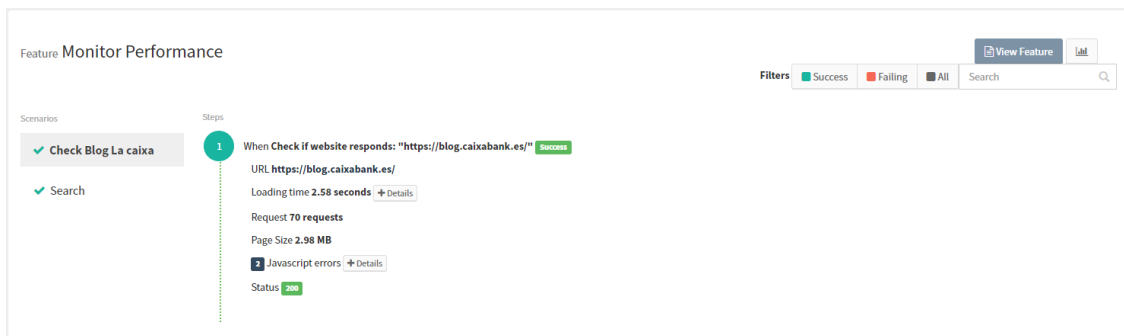 Feature Monitor Performance
View Feature
Filters Success Failing All Search
Scenarios
Steps
Check Blog La caixa
Search
1 When Check if website responds: "https://blog.caixabank.es/" Success
URL https://blog.caixabank.es/
Loading time 2.58 seconds + Details
Request 70 requests
Page Size 2.98 MB
2 Javascript errors + Details
Status 200